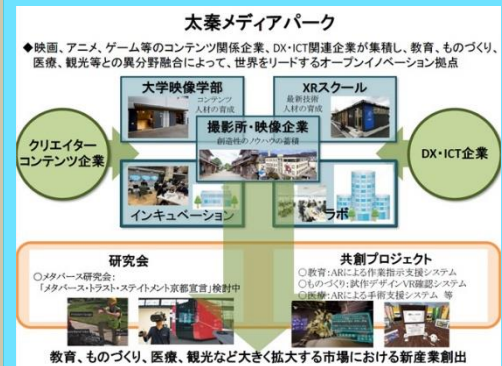 太秦メディアパーク
◆映画、アニメ、ゲーム等のコンテンツ関係企業、DX・ICT関連企業が集積し、教育、ものづくり、
医療、観光等との異分野融合によって、世界をリードするオープンイノベーション拠点
大学映像学部
コンテンツ
人材の育成
XRスクール
最新技術
人材の育成
撮影所・映像企業
創造性のノウハウの蓄積
クリエイター
コンテンツ企業
DX・ICT企業
インキュベーション
ラボ
研究会
○メタバース研究会:
「メタバース・トラスト・ステイトメント京都宣言」検討中
共創プロジェクト
○教育:ARによる作業指示支援システム
○ものづくり:試作デザインVR確認システム
○医療:ARによる手術支援システム 等
教育、ものづくり、医療、観光など大きく拡大する市場における新産業創出